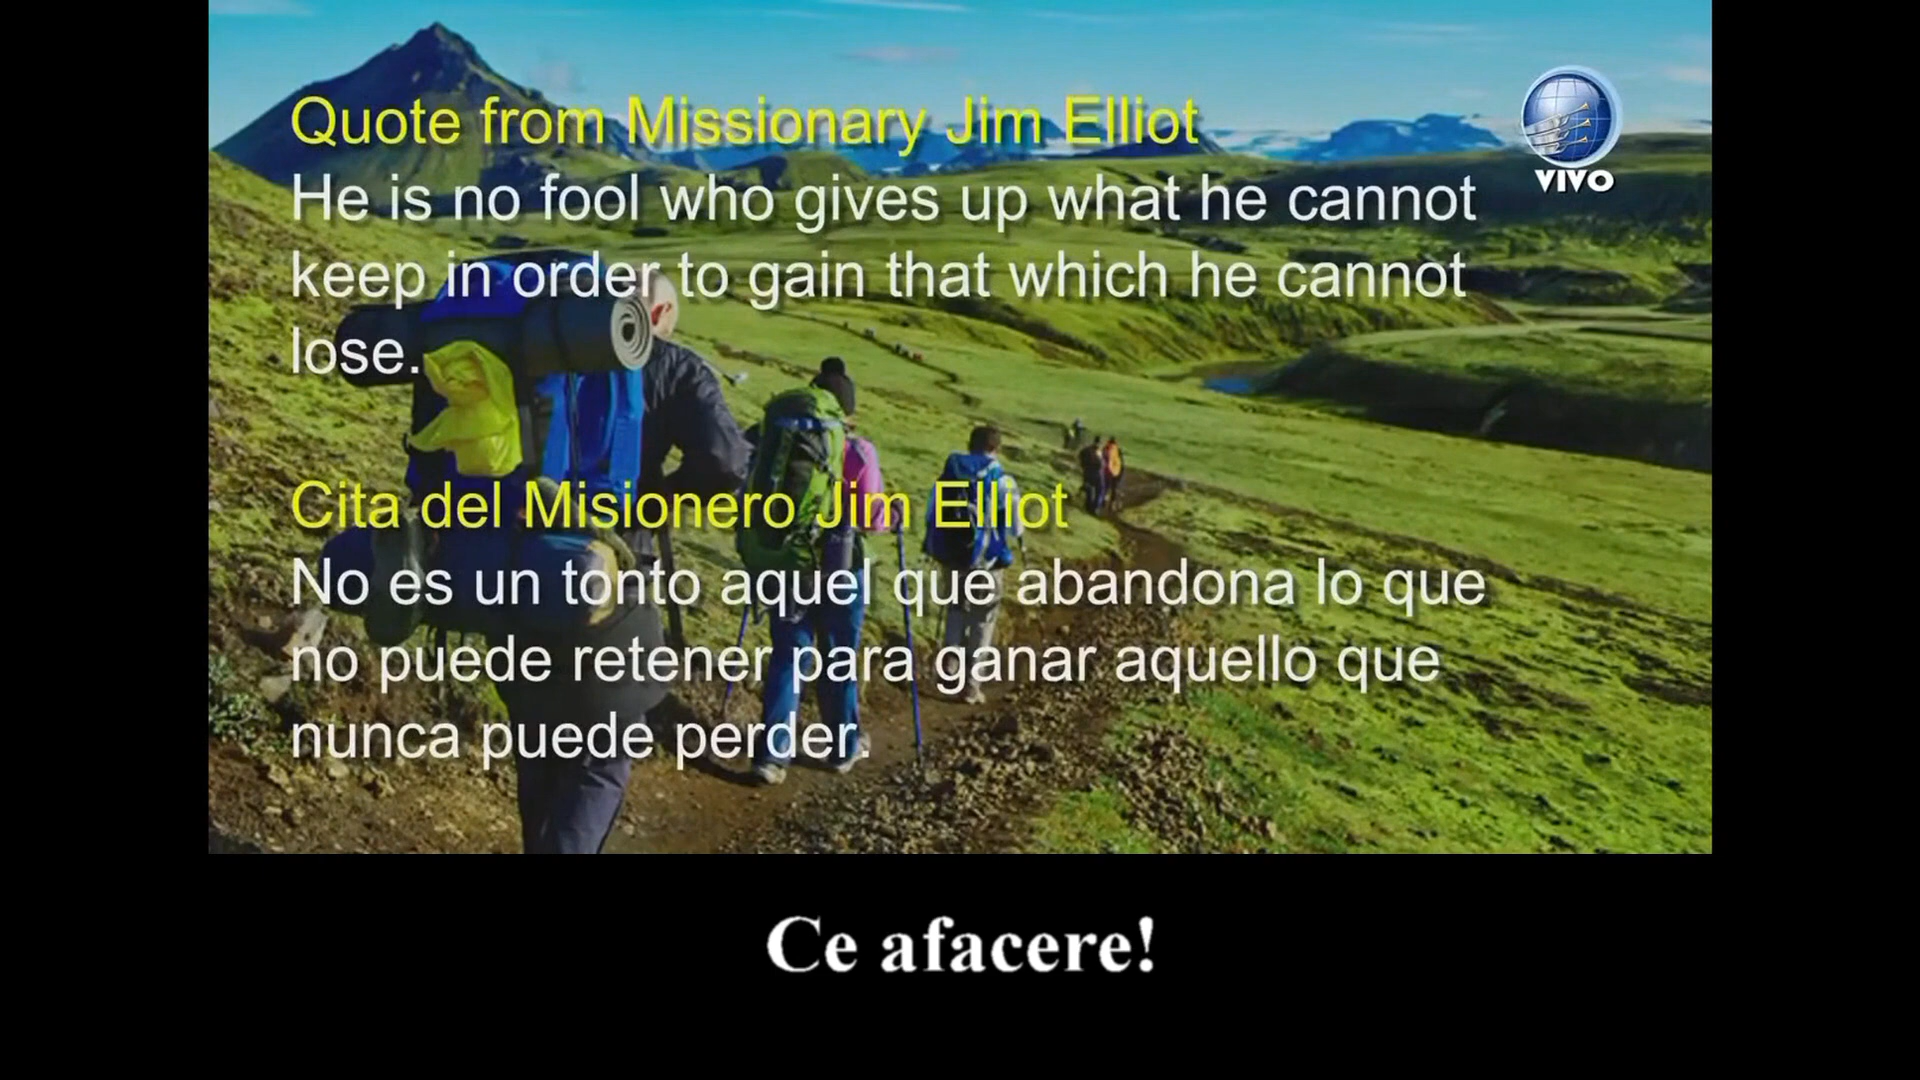 Quote from Missionary Jim Elliot
He is no fool who gives up what he cannot
keep in order to gain that which he cannot
lose.
Cita del Misionero Jim Elliot
No es un tonto aquel que abandona lo que
no puede retener para ganar aquello que
nunca puede perder.
VIVO
Ce afacere!